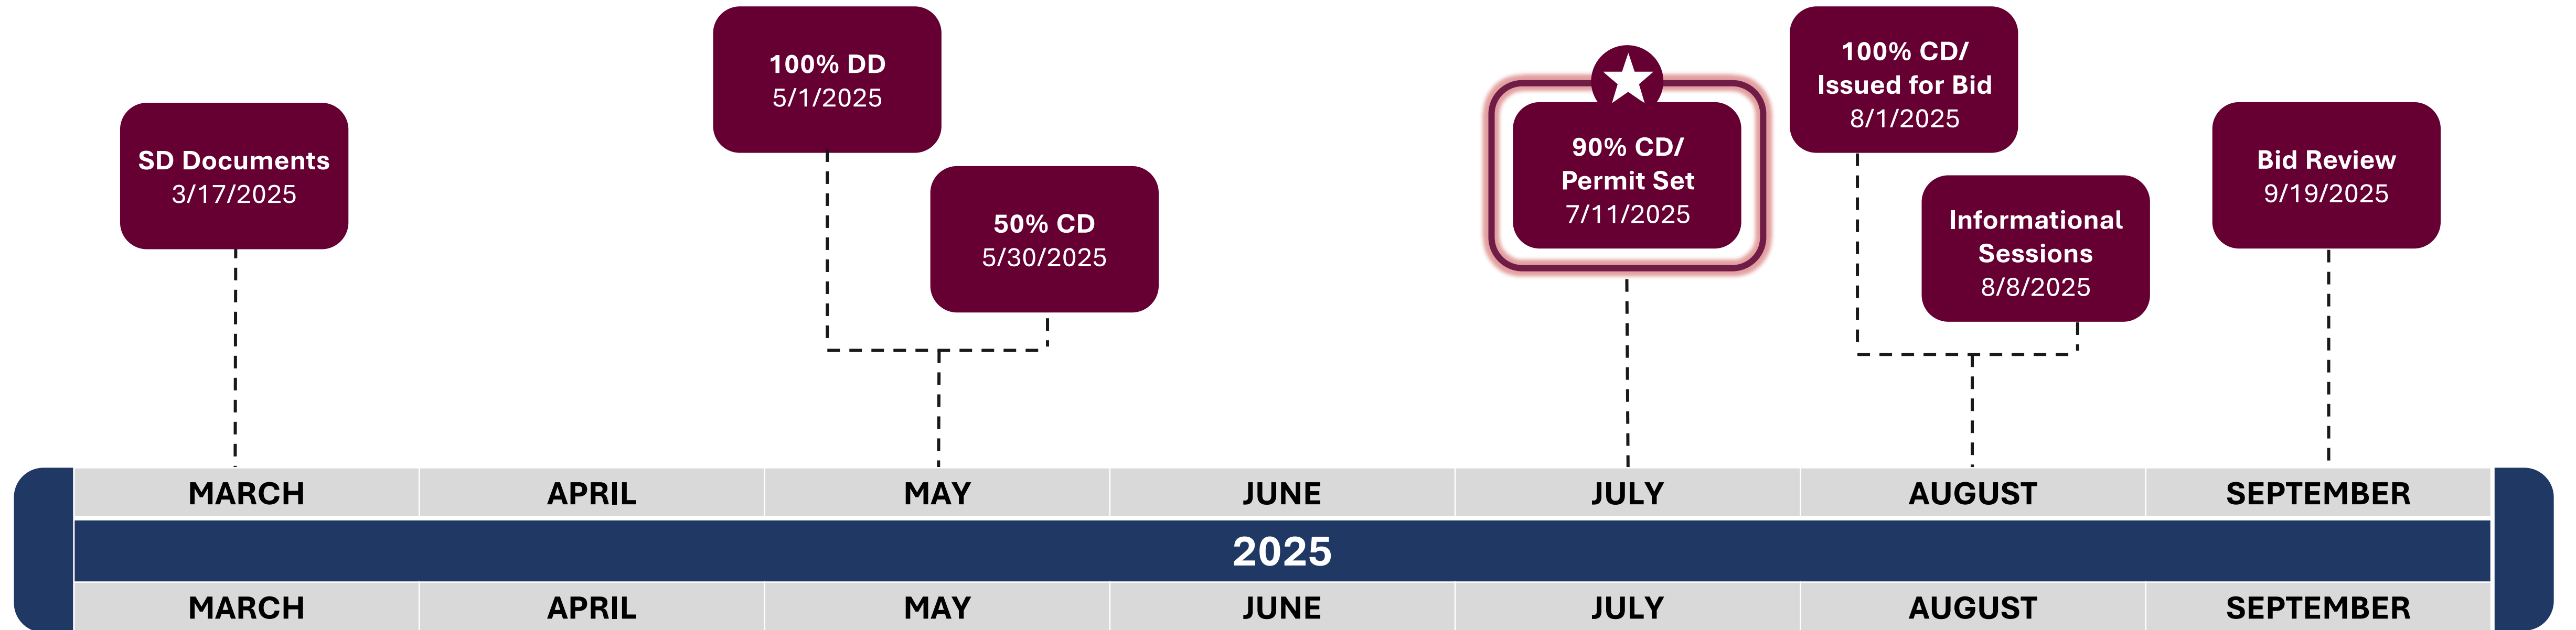 SD Documents
3/17/2025
100% DD
5/1/2025
50% CD
5/30/2025
90% CD/
Permit Set
7/11/2025
100% CD/
Issued for Bid
8/1/2025
Informational
Sessions
8/8/2025
Bid Review
9/19/2025
MARCH APRIL MAY JUNE JULY AUGUST SEPTEMBER
2025
MARCH APRIL MAY JUNE JULY AUGUST SEPTEMBER